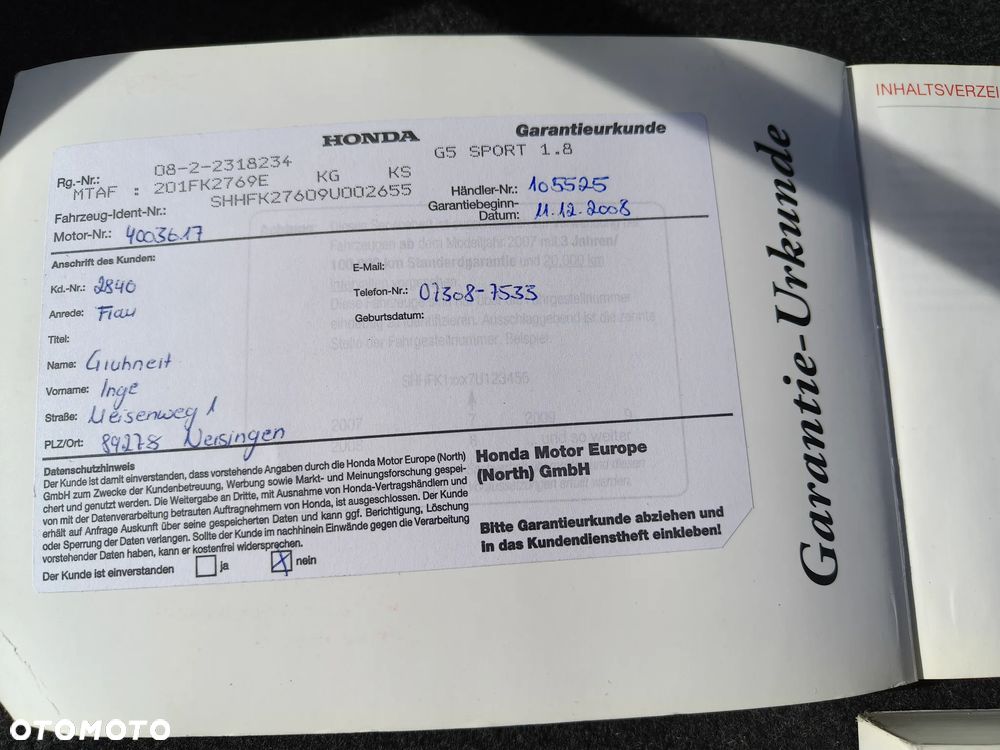 HONDA Garantieurkunde
Rg.-Nr.: 08-2-2318234 G5 SPORT 1.8
MTAF : 201FK2769E KG KS
Fahrzeug-Ident-Nr.: SHHFK27609U002655
Händler-Nr.: 105525
Motor-Nr.: 4003617
Garantiebeginn-
Datum: 11.12.2008
Anschrift des Kunden:
Kd.-Nr.: 2840
Anrede: Frau
Titel:
Name: Gruhneit
Vorname: Inge
Straße: Meisenweg 1
PLZ/Ort: 89278 Nersingen
E-Mail:
Telefon-Nr.: 07308-7533
Geburtsdatum:
Datenschutzhinweis
Der Kunde ist damit einverstanden, dass vorstehende Angaben durch die Honda Motor Europe (North)
GmbH zum Zwecke der Kundenbetreuung, Werbung sowie Markt- und Meinungsforschung gespei-
chert und genutzt werden. Die Weitergabe an Dritte, mit Ausnahme von Honda-Vertragshändlern und
von mit der Datenverarbeitung betrauten Auftragnehmern von Honda, ist ausgeschlossen. Der Kunde
erhält auf Anfrage Auskunft über seine gespeicherten Daten und kann ggf. Berichtigung, Löschung
oder Sperrung der Daten verlangen. Sollte der Kunde im nachhinein Einwände gegen die Verarbeitung
vorstehender Daten haben, kann er kostenfrei widersprechen.
Der Kunde ist einverstanden ja X nein
Honda Motor Europe
(North) GmbH
Bitte Garantieurkunde abziehen und
in das Kundendienstheft einkleben!
Garantie-Urkunde
INHALTSVERZEI
OTOMOTO